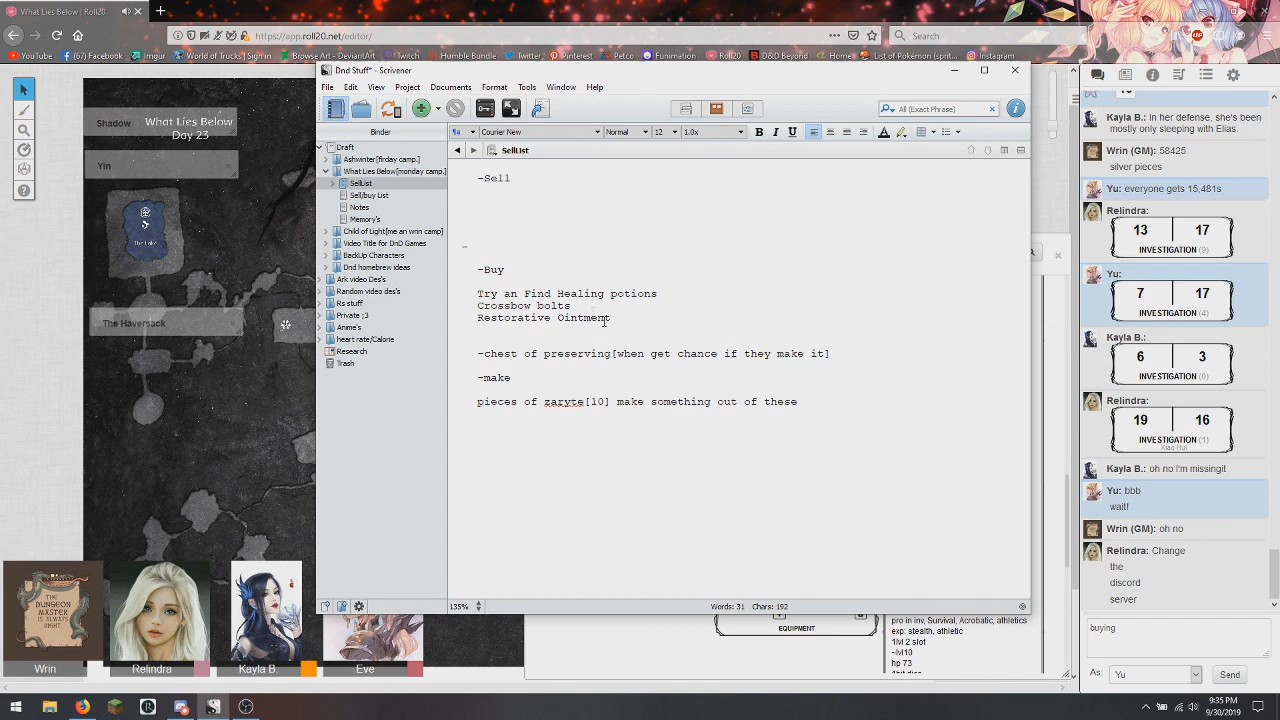 What Lies Below | Roll20
https://app.roll20.net/editor/
Search
YouTube
(2) Facebook
Imgur
World of Trucks | Sign in
Browse Art - DeviantArt
Twitch
Humble Bundle
Twitter
Pinterest
Petco
Funimation
Roll20
D&D Beyond
Home
List of Pokémon (sprit...
Instagram
Shadow
What Lies Below
Day 23
Yin
The Lake
The Haversack
Dnd Stuff* - Scrivener
File Edit View Project Documents Format Tools Window Help
All (Exact Phrase)
Binder
Courier New
Normal
12
1.0x
SellList
Draft
Ashwinter[firday camp.]
What Lies Below[monday camp.]
SellList
Sell/buy List
Notes
Memory's
Child of Light[me an wrin camp]
Video Title for DnD Games
BackUp Characters
Dnd homebrew ideas
Ark video Des's
Random video des's
Rs stuff
Private ;3
Anime's
heart rate/Calorie
Research
Trash
-Sell
-
-Buy
Try an Find Healing potions
Crossbow bolts
Restorative Ointment
-chest of preserving[when get chance if they make it]
-make
pieces of zaryte[10] make something out of these
135%
Words: 31 Chars: 192
EQUIPMENT
pro in inv, Survival, Acrobatic, athletics
exp: stealth, athletic
1lvl 2 slot
-lvl10
hp 73
Kayla B.: In her defense, she's been
mostly only sleeping with Elias
Wrin (GM): 58425
silver pieces
Yu: everyone gets 15,481s
Relindra:
13 17
INVESTIGATION (9)
Yu:
7 17
INVESTIGATION (4)
Kayla B.:
6 3
INVESTIGATION (0)
Relindra:
19 16
INVESTIGATION (1)
Xiao Hui
Kayla B.: oh no I'm missingit
Yu: bbb
wait!
Wrin (GM): oh no
Relindra: Change
the
discord
server
buying
As: Yu
Send
THE
DUNGEON
MASTER
IS ALWAYS
RIGHT.
Wrin
Relindra
Kayla B.
Eve
9:35 PM
9/30/2019